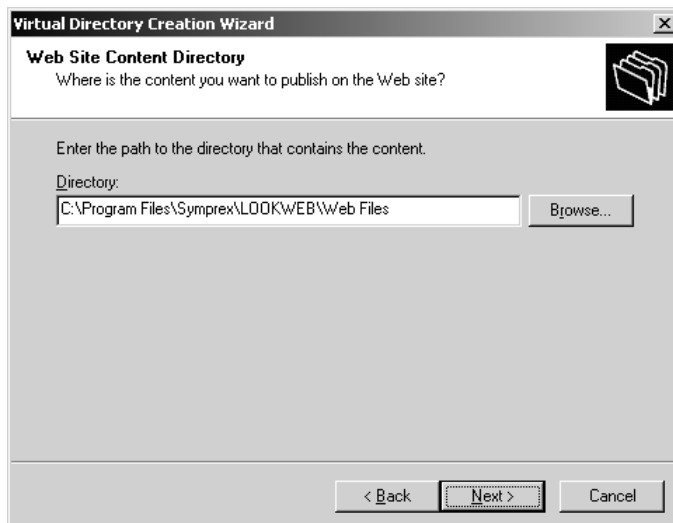 Virtual Directory Creation Wizard
Web Site Content Directory
Where is the content you want to publish on the Web site?
Enter the path to the directory that contains the content.
Directory:
C:\Program Files\Symprex\LOOKWEB\Web Files
Browse...
< Back
Next >
Cancel